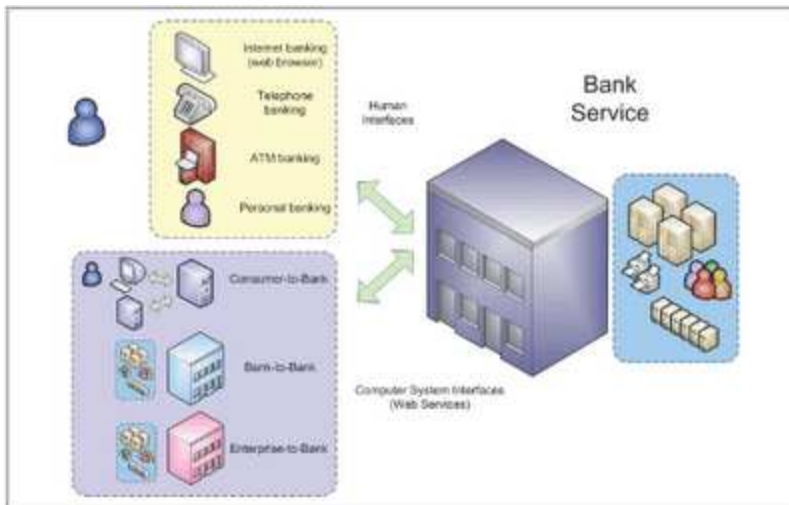 Internet banking
(web browser)
Telephone
banking
ATM banking
Personal banking
Human
Interfaces
Bank
Service
Consumer-to-Bank
Bank-to-Bank
Enterprise-to-Bank
Computer System Interfaces
(Web Services)